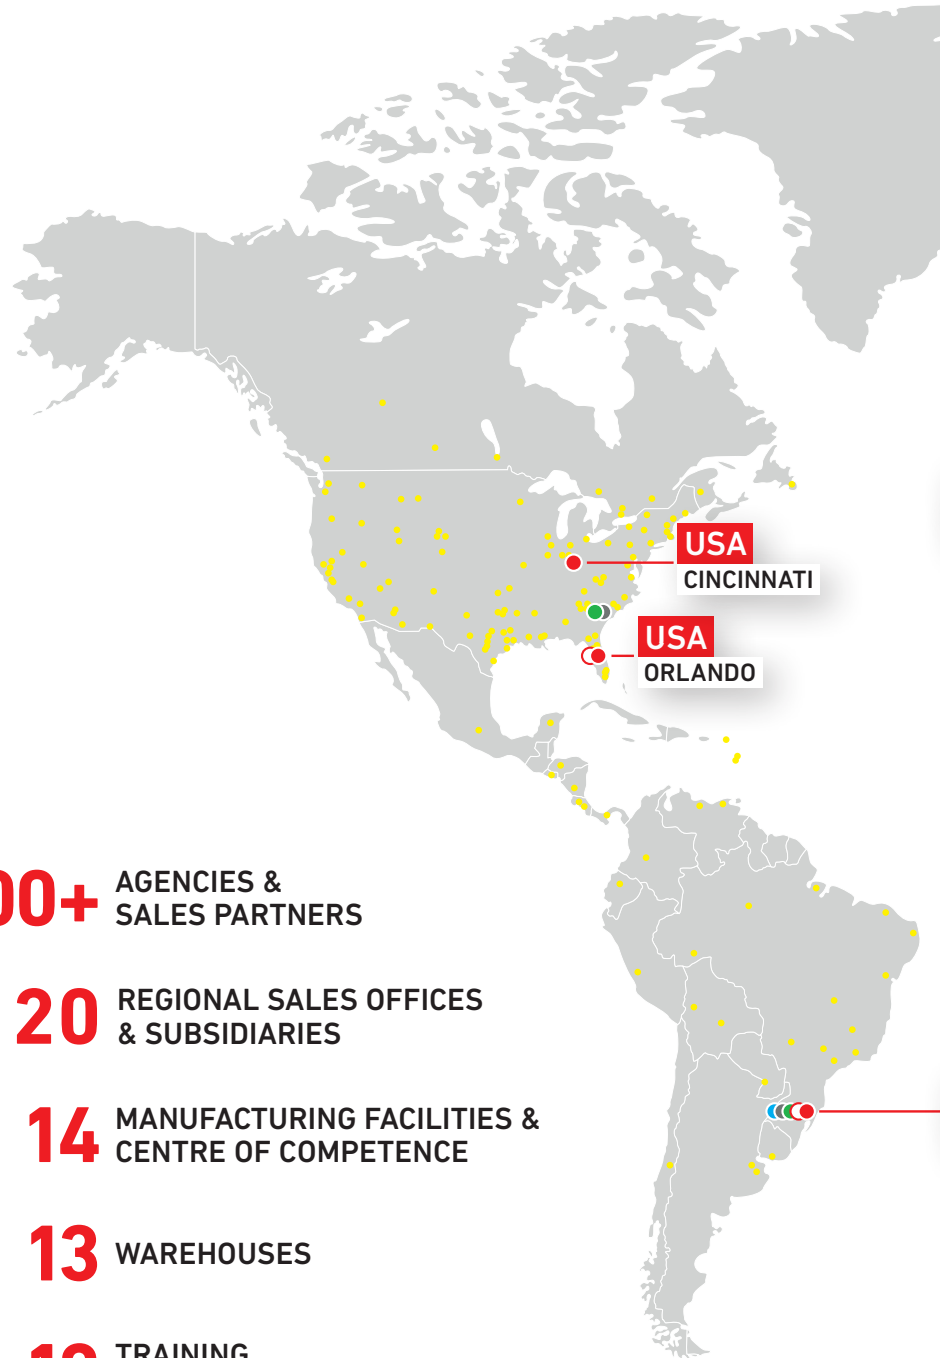 USA
CINCINNATI
USA
ORLANDO
00+ AGENCIES &
SALES PARTNERS
20 REGIONAL SALES OFFICES
& SUBSIDIARIES
14 MANUFACTURING FACILITIES &
CENTRE OF COMPETENCE
13 WAREHOUSES
TRAINING